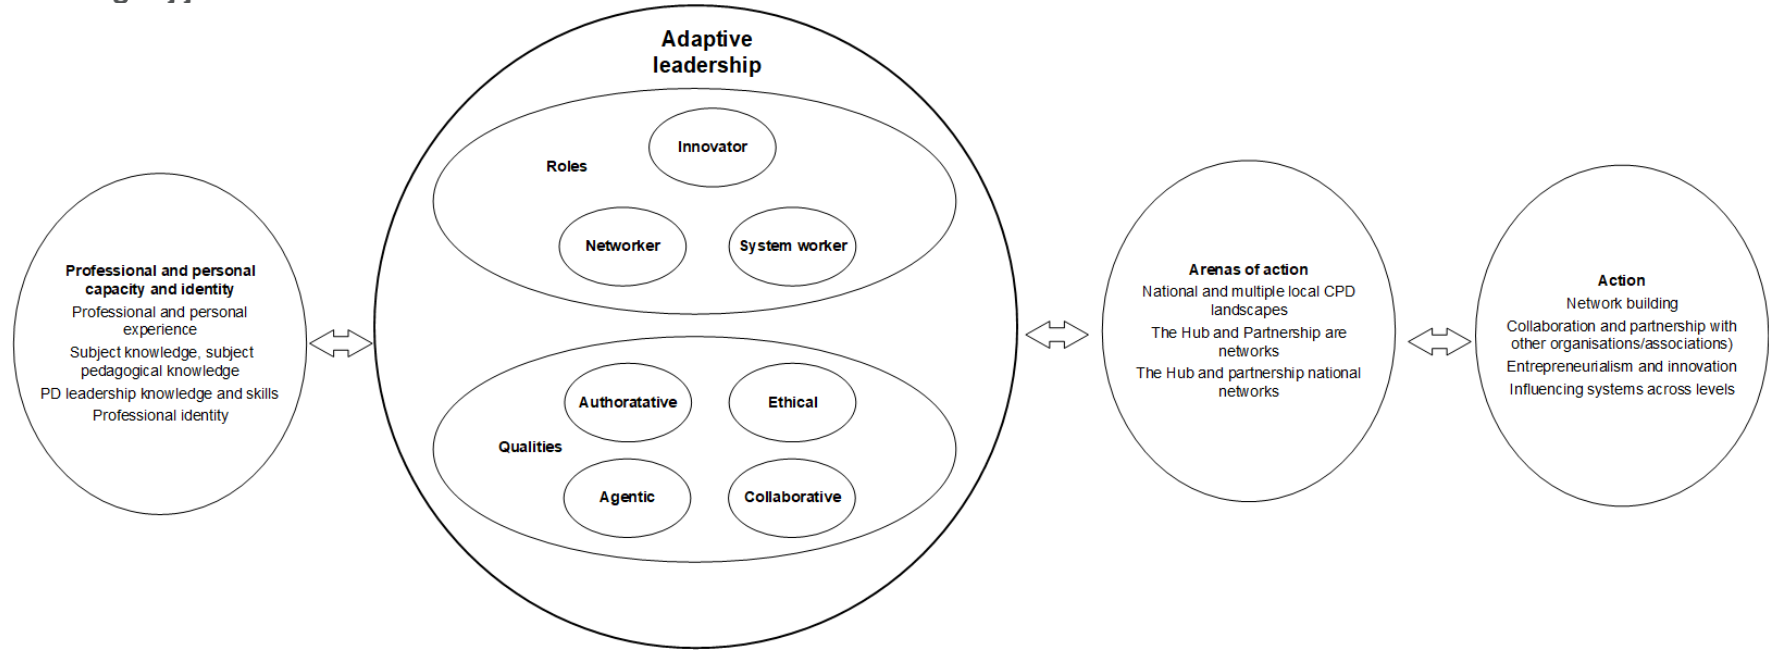 Adaptive
leadership
Roles
Innovator
Networker
System worker
Qualities
Authoratative
Ethical
Agentic
Collaborative
Professional and personal
capacity and identity
Professional and personal
experience
Subject knowledge, subject
pedagogical knowledge
PD leadership knowledge and skills
Professional identity
Arenas of action
National and multiple local CPD
landscapes
The Hub and Partnership are
networks
The Hub and partnership national
networks
Action
Network building
Collaboration and partnership with
other organisations/associations)
Entrepreneurialism and innovation
Influencing systems across levels